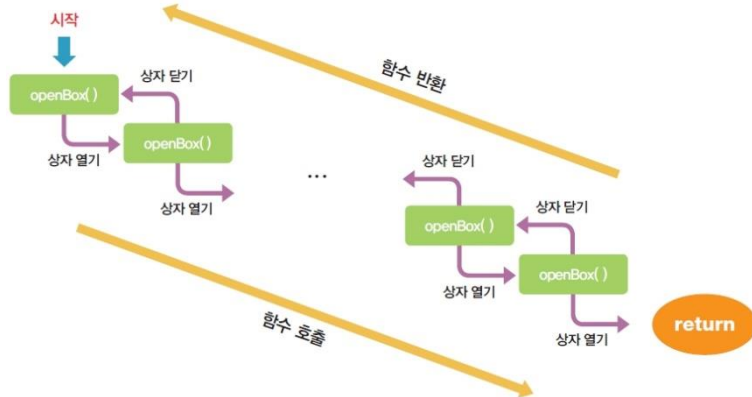 시작
함수 반환
상자 닫기
openBox( )
openBox( )
상자 열기
...
상자 닫기
상자 열기
openBox( )
상자 닫기
openBox( )
상자 열기
함수 호출
return
상자 열기